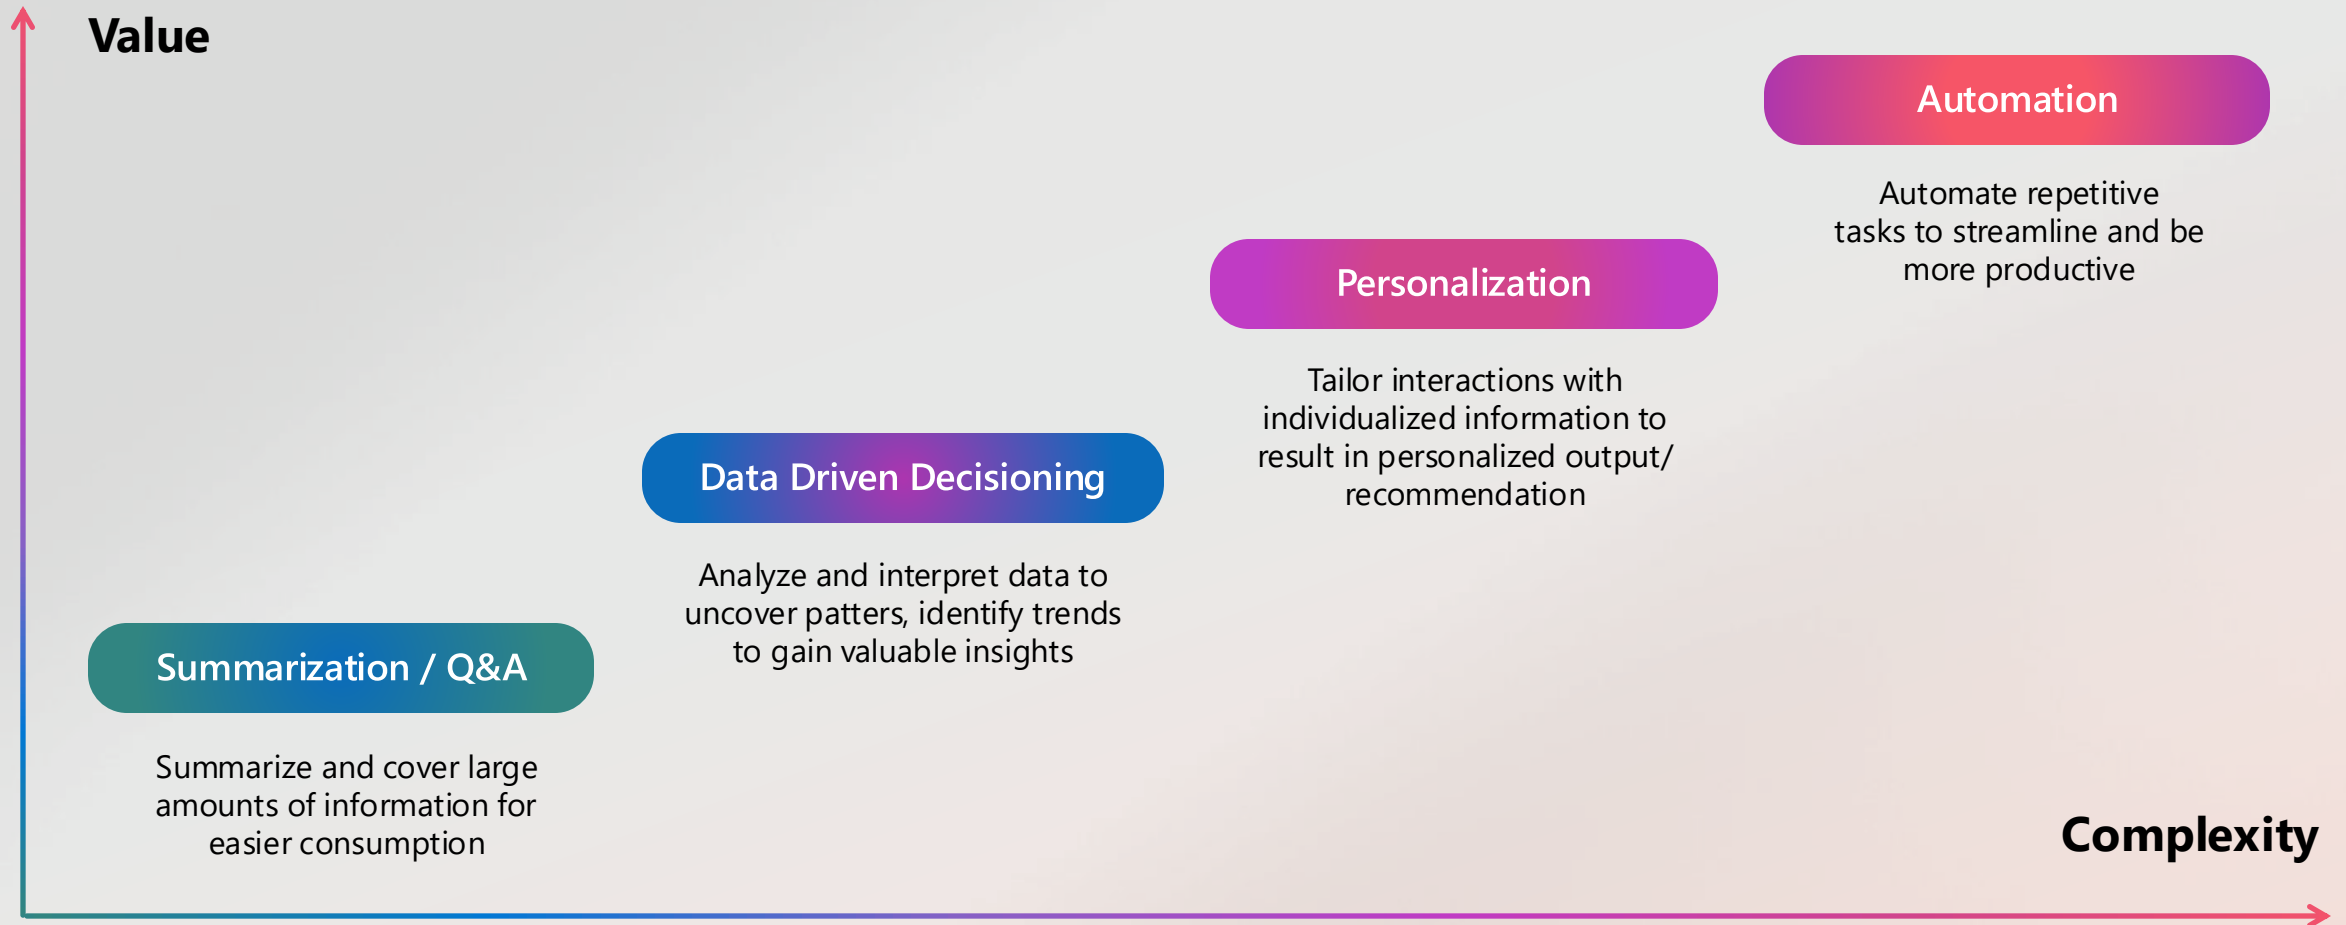 Value
Automation
Automate repetitive
tasks to streamline and be
more productive
Personalization
Tailor interactions with
individualized information to
result in personalized output/
recommendation
Data Driven Decisioning
Analyze and interpret data to
uncover patters, identify trends
to gain valuable insights
Summarization / Q&A
Summarize and cover large
amounts of information for
easier consumption
Complexity